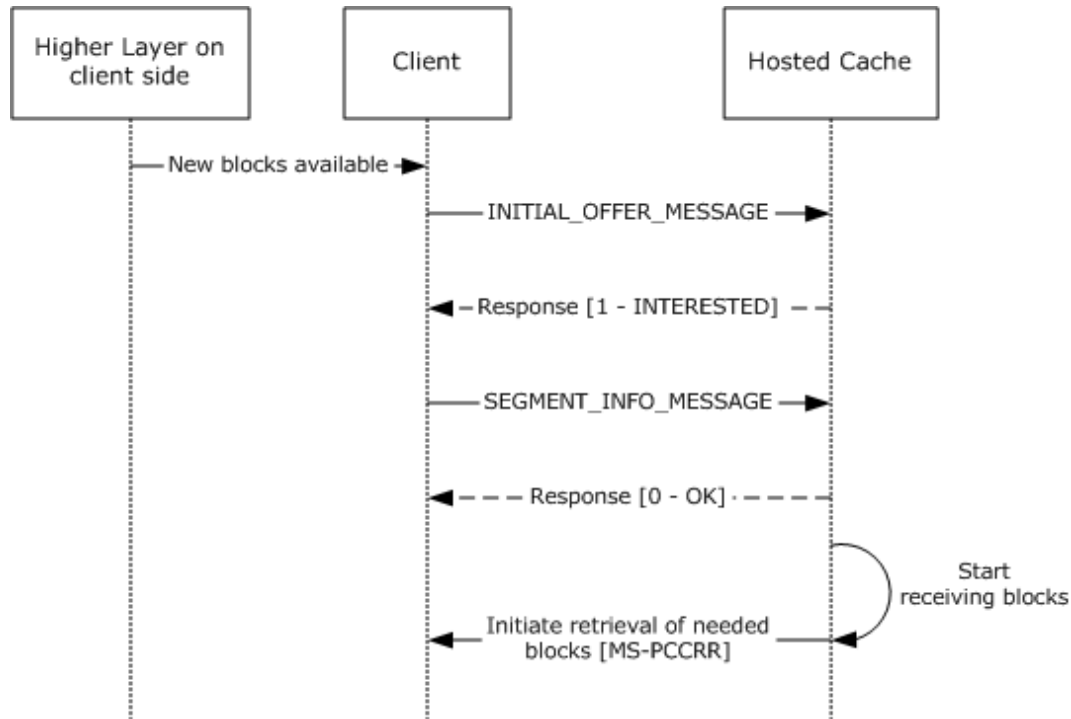 Higher Layer on
client side
Client
Hosted Cache
New blocks available
INITIAL_OFFER_MESSAGE
Response [1 - INTERESTED]
SEGMENT_INFO_MESSAGE
Response [0 - OK]
Start
receiving blocks
Initiate retrieval of needed
blocks [MS-PCCRR]